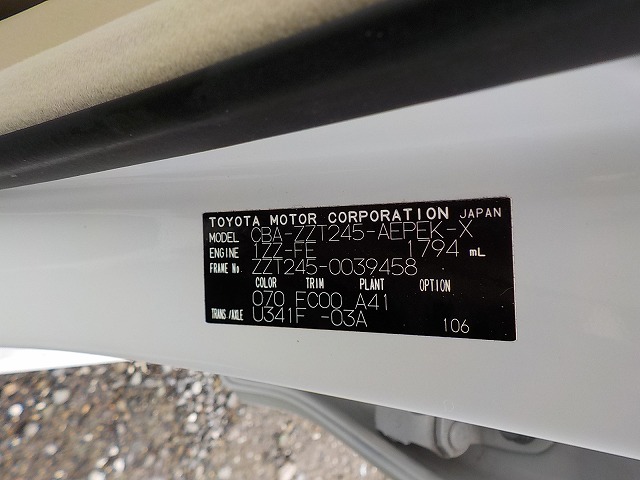 TOYOTA MOTOR CORPORATION JAPAN
MODEL CBA-ZZT245-AEPEK-X
ENGINE 1ZZ-FE 1794 mL
FRAME No. ZZT245-0039458
COLOR TRIM PLANT OPTION
070 FC00 A41
TRANS/AXLE U341F -03A
106